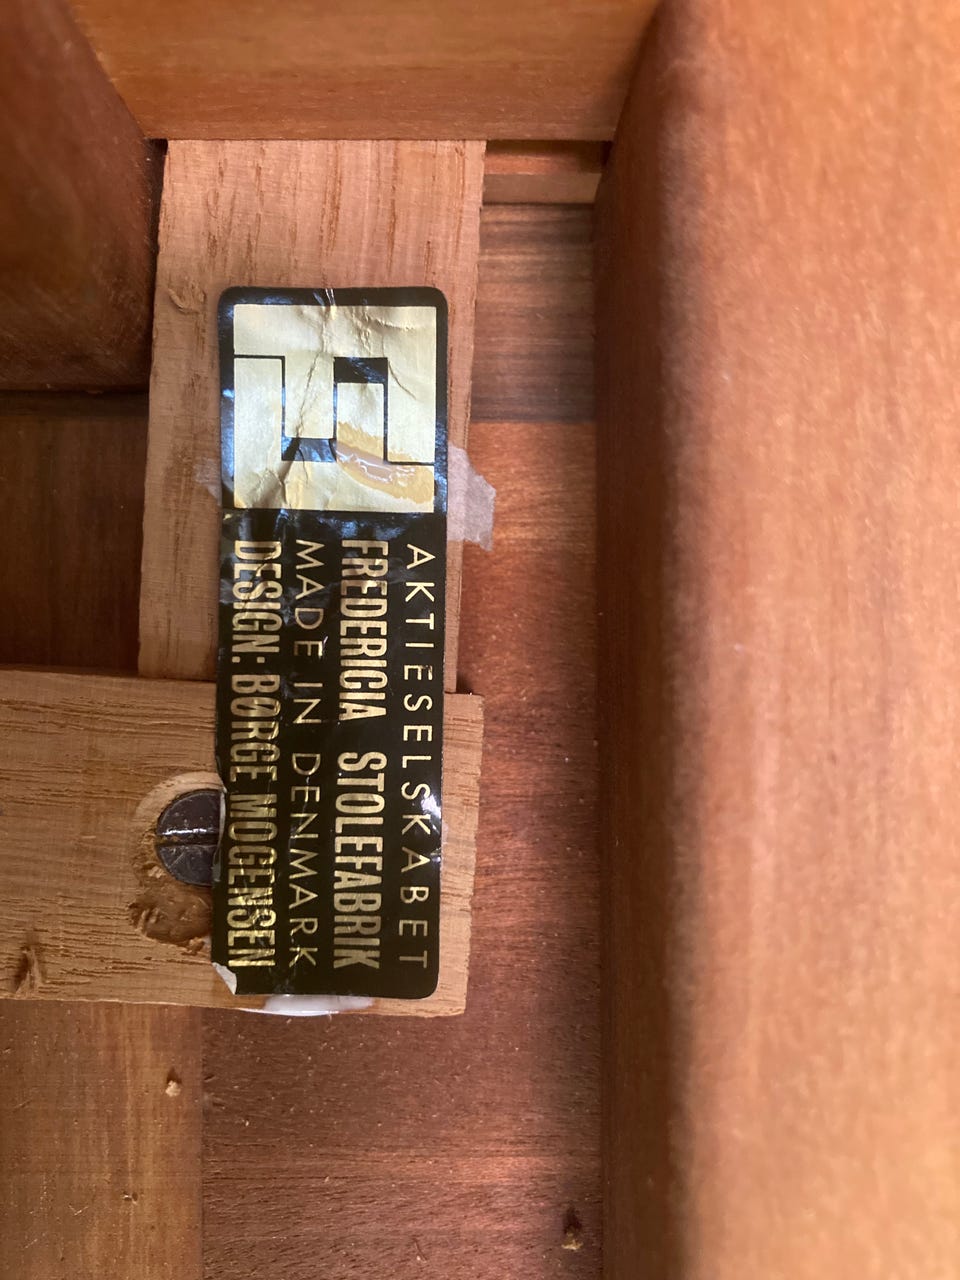 AKTIESELSKABET
FREDERICIA STOLEFABRIK
MADE IN DENMARK
DESIGN: BØRGE MOGENSEN